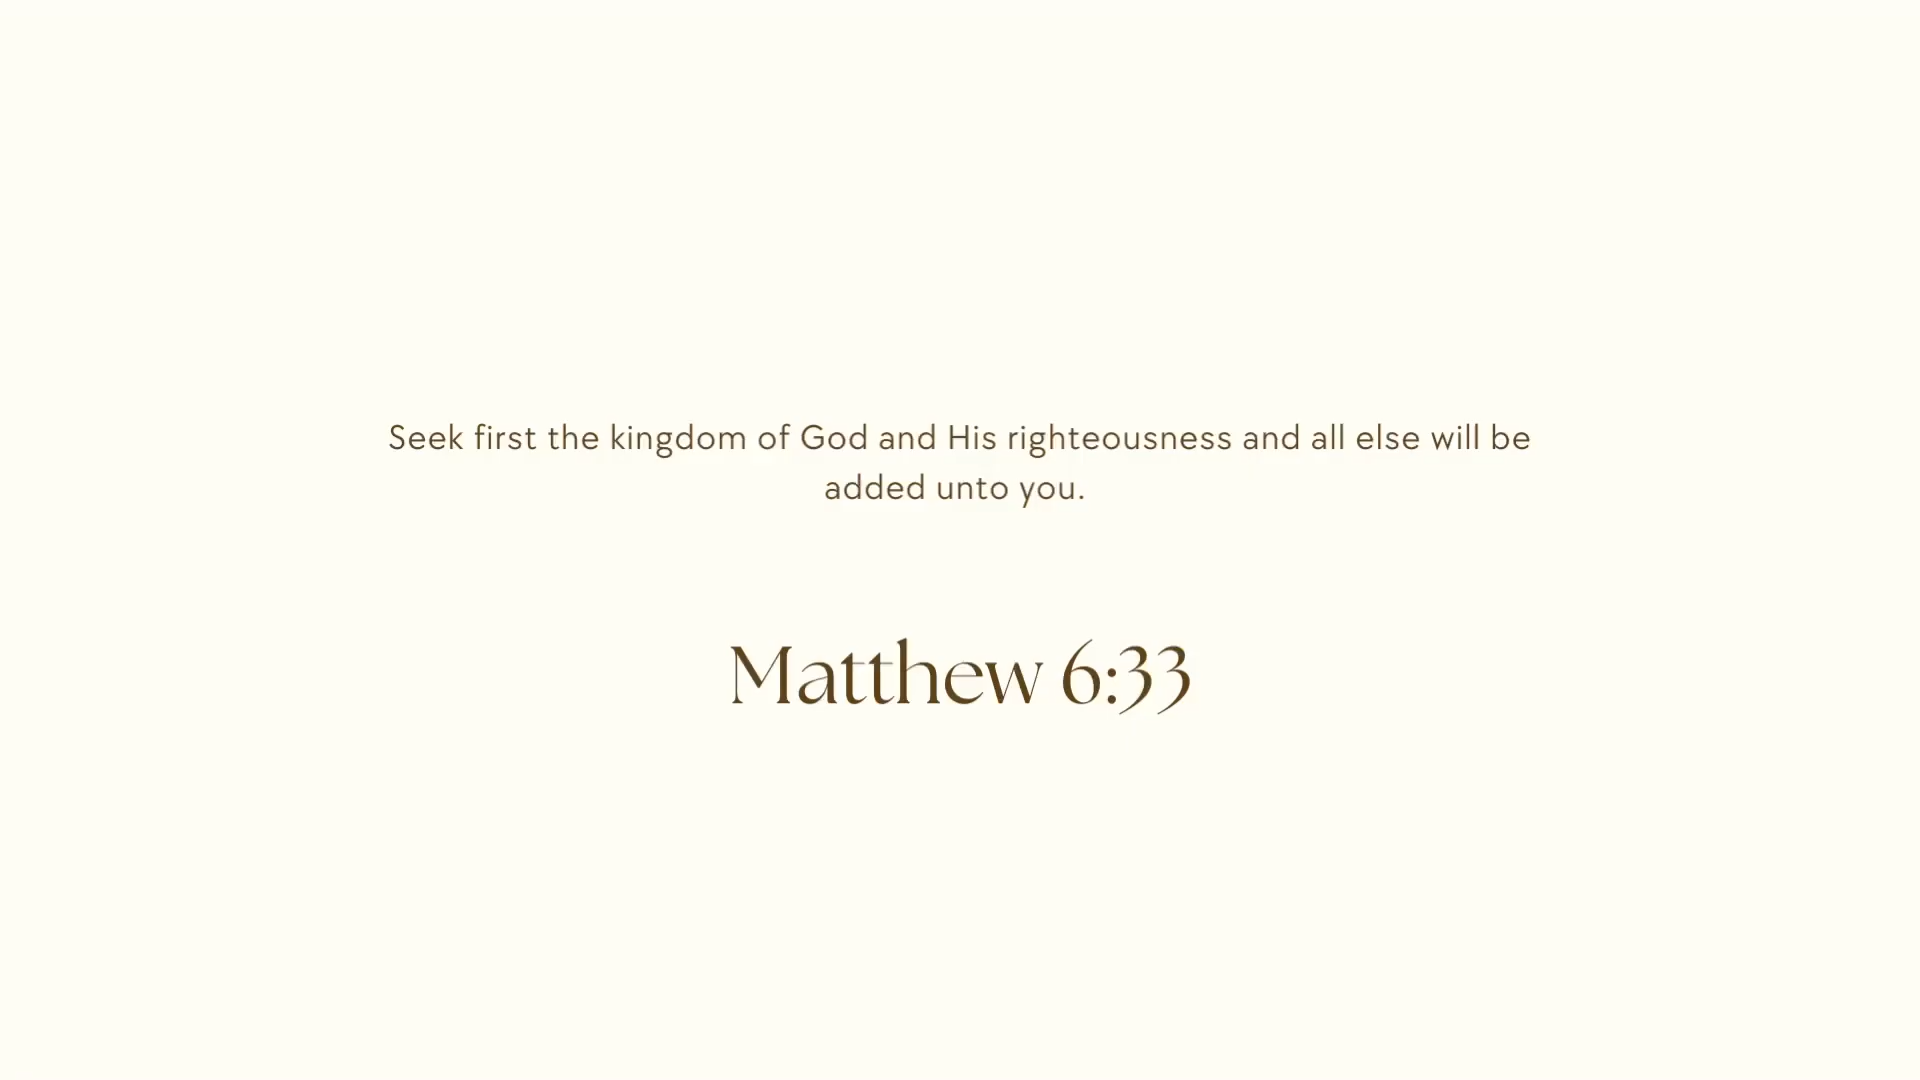 Seek first the kingdom of God and His righteousness and all else will be
added unto you.
Matthew 6:33